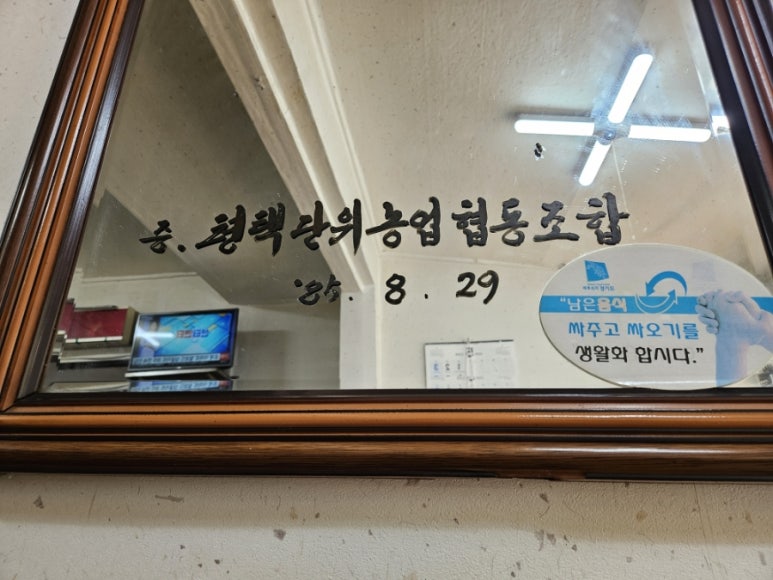 증. 평택단위농업협동조합
'85. 8. 29
"남은음식
싸주고 싸오기를
생활화 합시다."